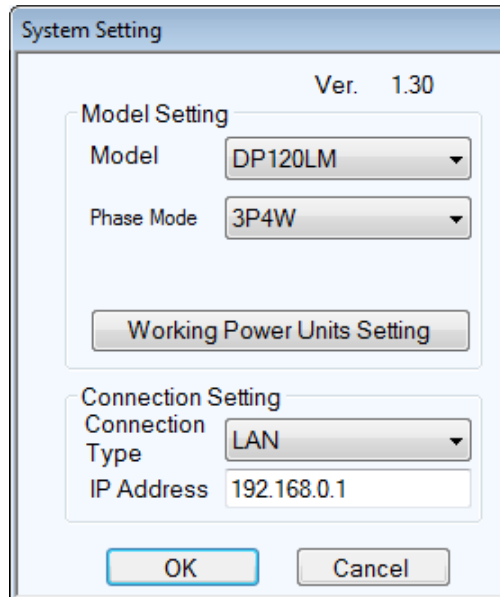 System Setting
Ver. 1.30
Model Setting
Model DP120LM
Phase Mode 3P4W
Working Power Units Setting
Connection Setting
Connection
Type LAN
IP Address 192.168.0.1
OK Cancel